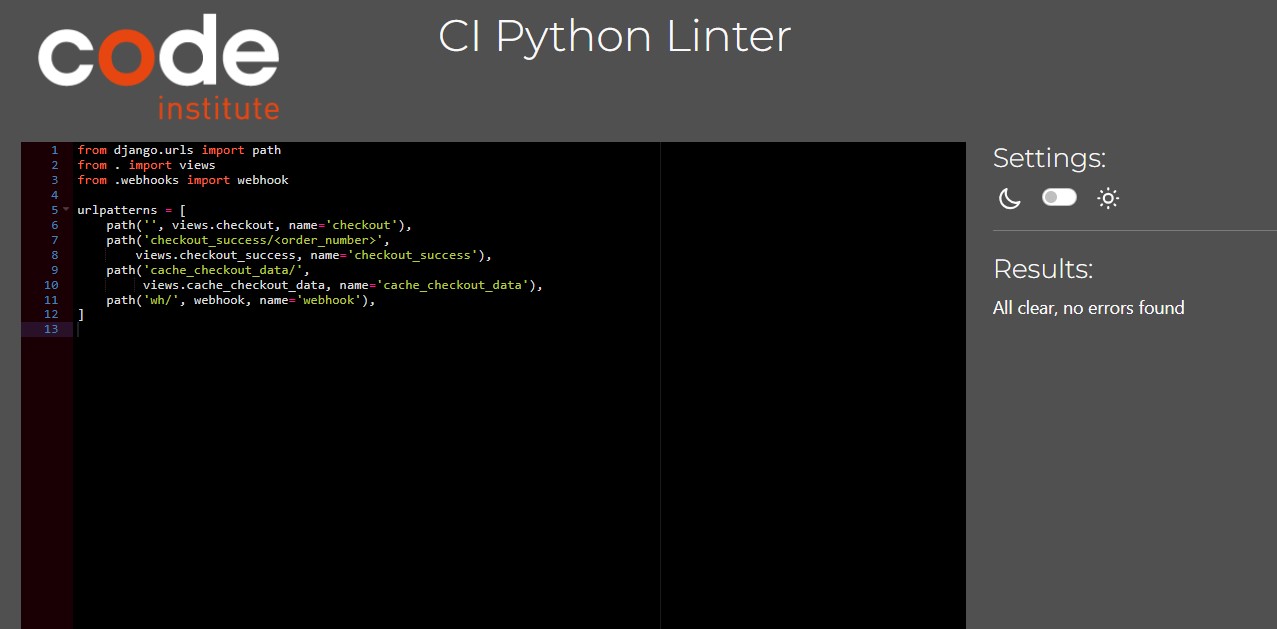 code
institute
CI Python Linter
1 from django.urls import path
2 from . import views
3 from .webhooks import webhook
4
5 urlpatterns = [
6     path('', views.checkout, name='checkout'),
7     path('checkout_success/<order_number>',
8         views.checkout_success, name='checkout_success'),
9     path('cache_checkout_data/',
10          views.cache_checkout_data, name='cache_checkout_data'),
11     path('wh/', webhook, name='webhook'),
12 ]
13
Settings:
Results:
All clear, no errors found